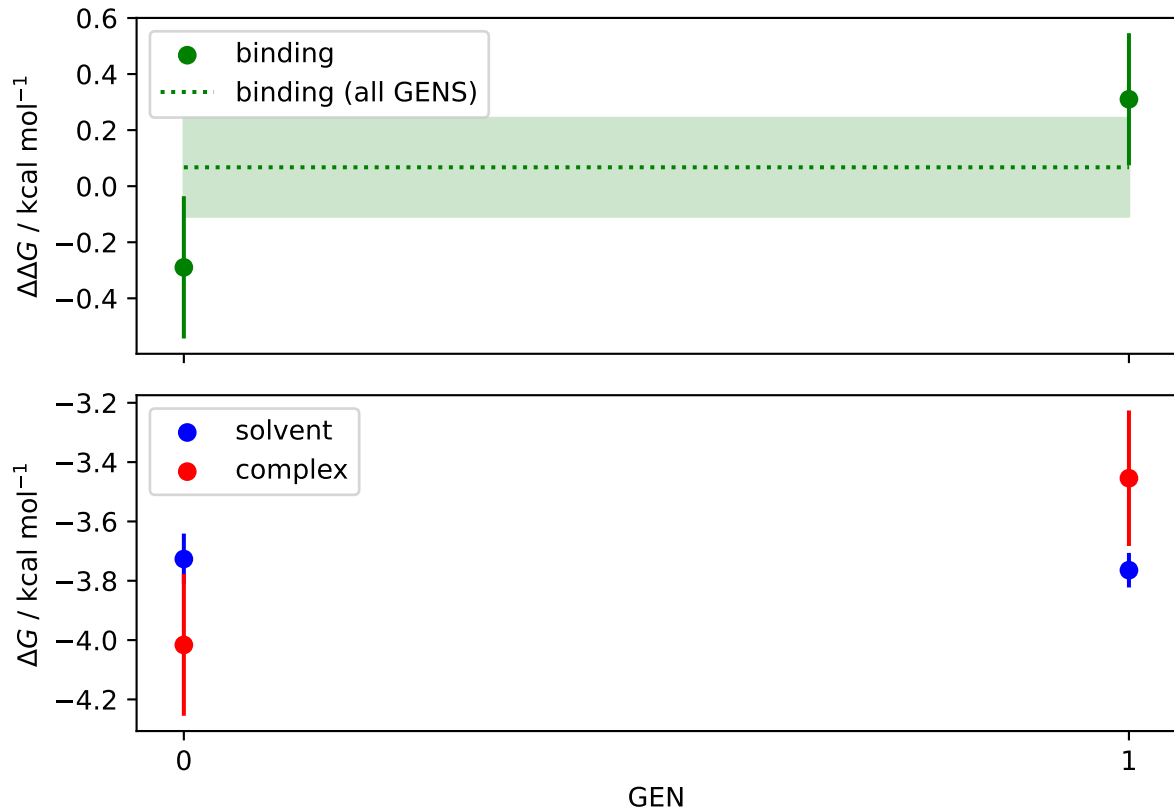 0.6
0.4
0.2
0.0
−0.2
−0.4
ΔΔG / kcal mol⁻¹
binding
binding (all GENS)
−3.2
−3.4
−3.6
−3.8
−4.0
−4.2
ΔG / kcal mol⁻¹
solvent
complex
0
1
GEN